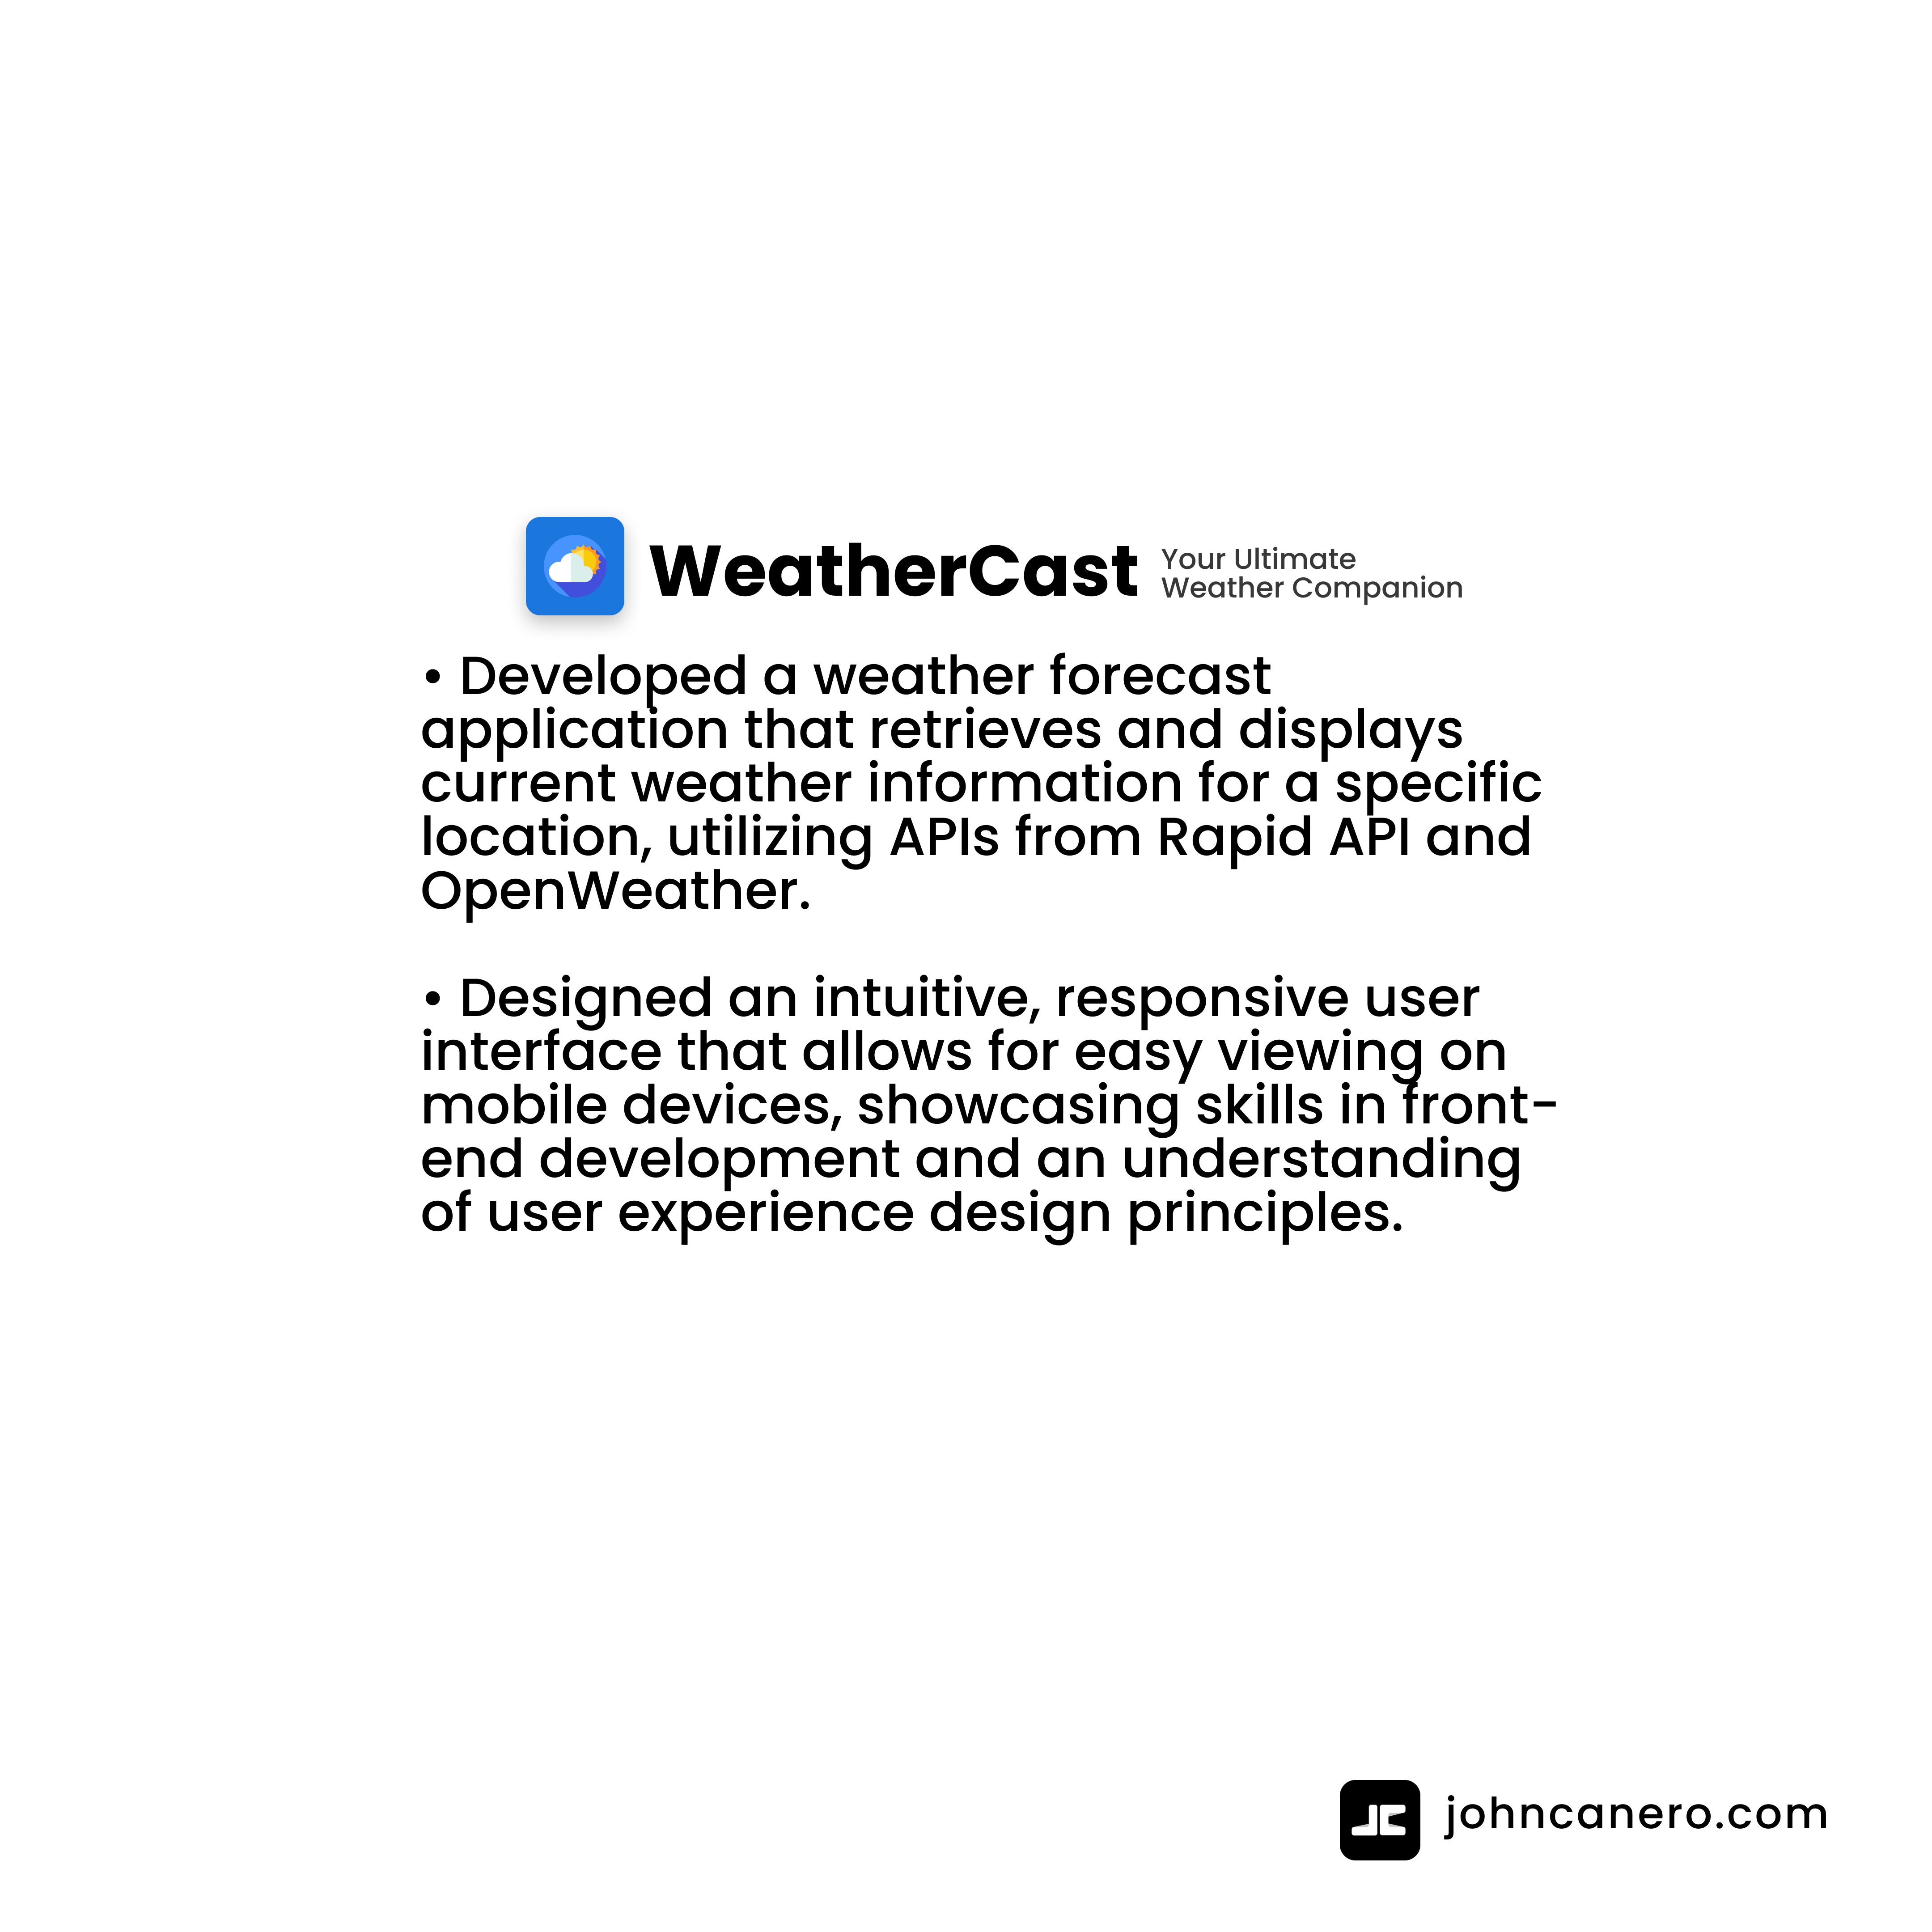 WeatherCast
Your Ultimate
Weather Companion
• Developed a weather forecast
application that retrieves and displays
current weather information for a specific
location, utilizing APIs from Rapid API and
OpenWeather.
• Designed an intuitive, responsive user
interface that allows for easy viewing on
mobile devices, showcasing skills in front-
end development and an understanding
of user experience design principles.
JC
johncanero.com